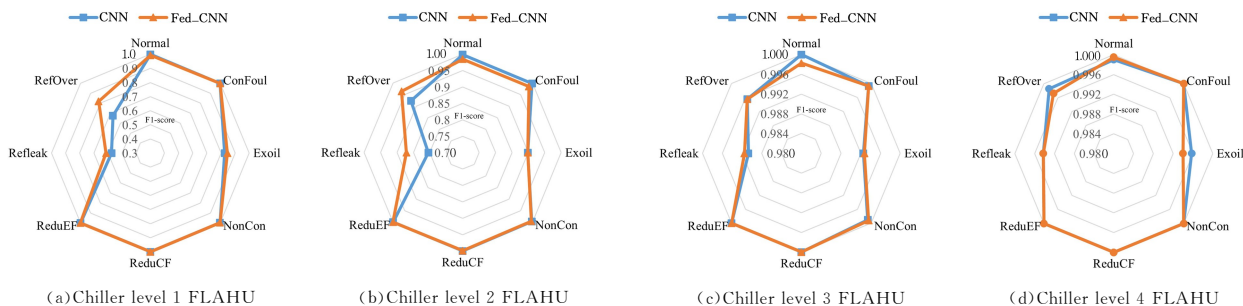 CNN Fed_CNN
Normal
1.0
RefOver
0.9
ConFoul
0.8
0.7
0.6
F1-score
0.5
0.4
Refleak
0.3
Exoil
ReduEF
NonCon
ReduCF
(a)Chiller level 1 FLAHU
CNN Fed_CNN
Normal
1.00
RefOver
0.95
ConFoul
0.90
0.85
F1-score
0.80
0.75
Refleak
0.70
Exoil
ReduEF
NonCon
ReduCF
(b)Chiller level 2 FLAHU
CNN Fed_CNN
Normal
1.000
RefOver
0.996
ConFoul
0.992
0.988
F1-score
0.984
Refleak
0.980
Exoil
ReduEF
NonCon
ReduCF
(c)Chiller level 3 FLAHU
CNN Fed_CNN
Normal
1.000
RefOver
0.996
ConFoul
0.992
0.988
F1-score
0.984
Refleak
0.980
Exoil
ReduEF
NonCon
ReduCF
(d)Chiller level 4 FLAHU